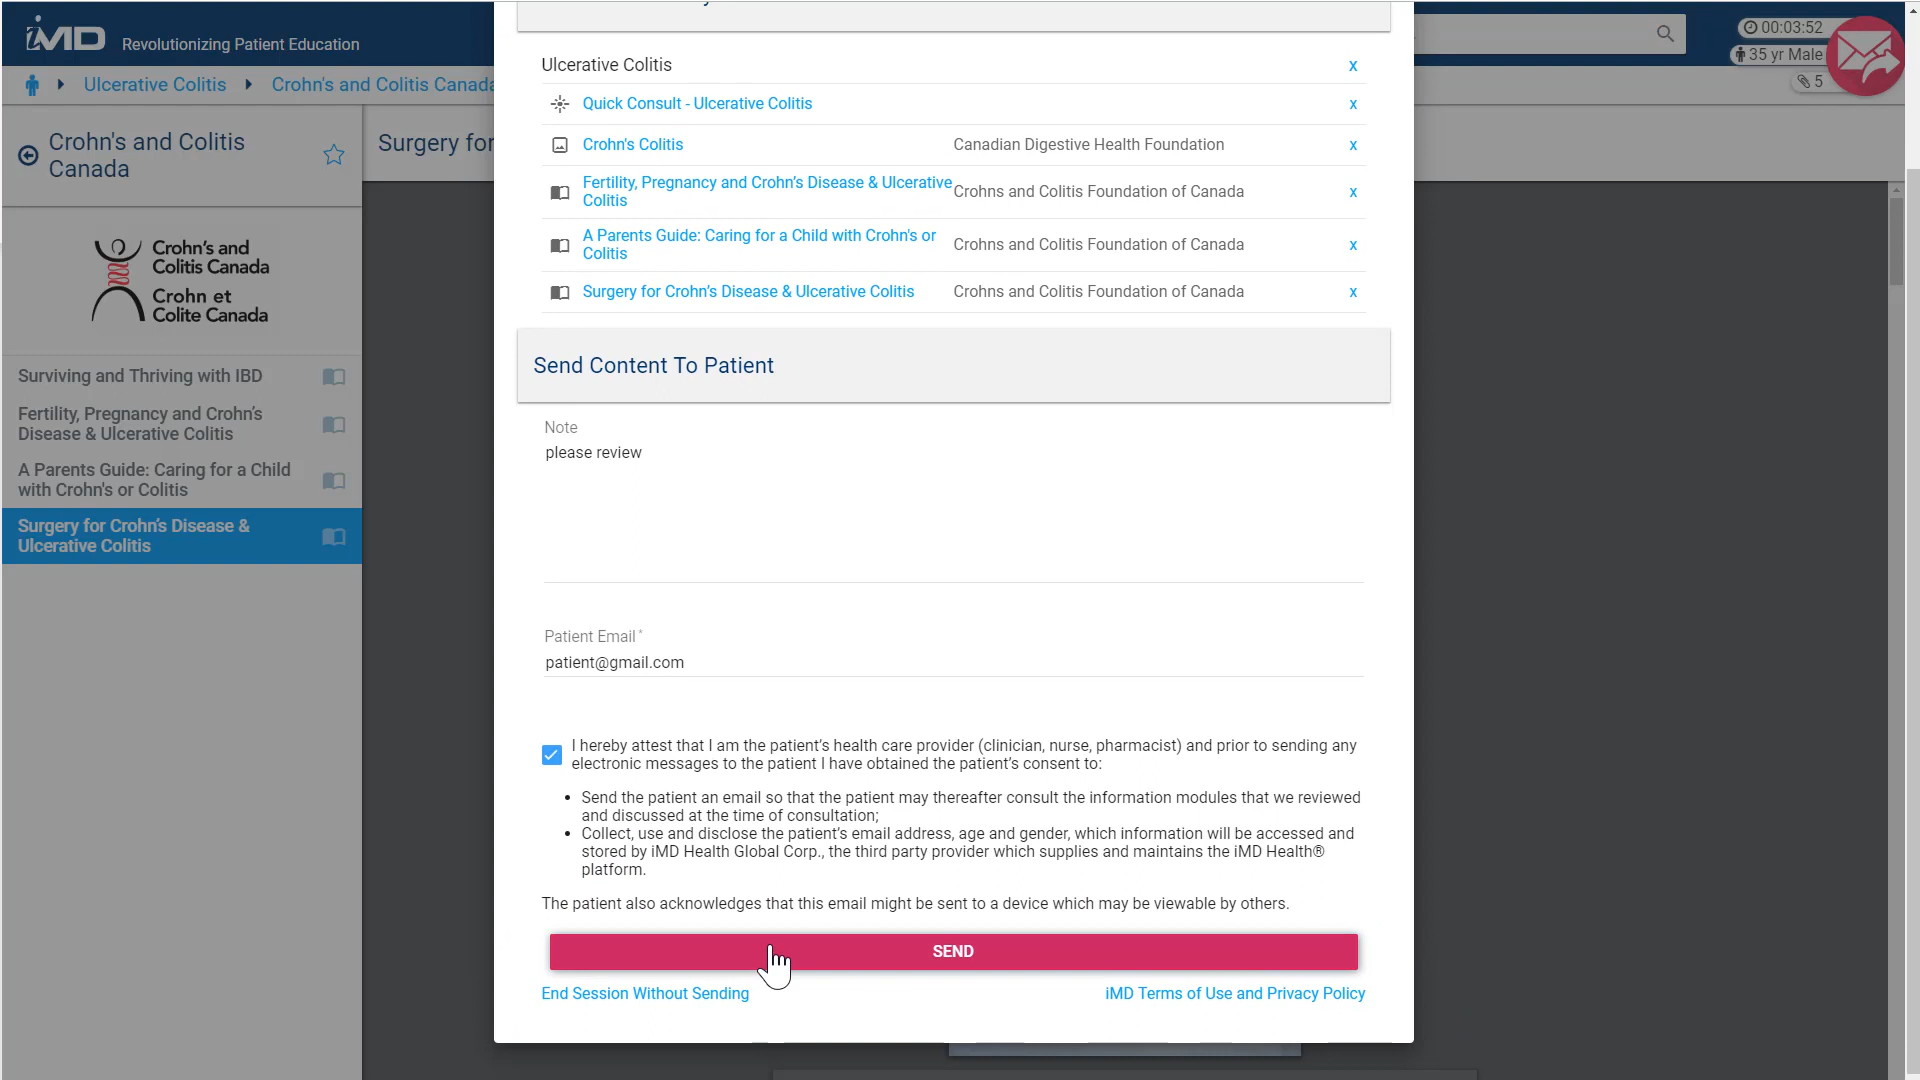 iMD Revolutionizing Patient Education
00:03:52
35 yr Male
5
Ulcerative Colitis Crohn's and Colitis Canada
Crohn's and Colitis
Canada
Surgery for
Crohn's and
Colitis Canada
Crohn et
Colite Canada
Surviving and Thriving with IBD
Fertility, Pregnancy and Crohn's
Disease & Ulcerative Colitis
A Parents Guide: Caring for a Child
with Crohn's or Colitis
Surgery for Crohn's Disease &
Ulcerative Colitis
Ulcerative Colitis x
Quick Consult - Ulcerative Colitis x
Crohn's Colitis Canadian Digestive Health Foundation x
Fertility, Pregnancy and Crohn's Disease & Ulcerative
Colitis
Crohns and Colitis Foundation of Canada x
A Parents Guide: Caring for a Child with Crohn's or
Colitis
Crohns and Colitis Foundation of Canada x
Surgery for Crohn's Disease & Ulcerative Colitis Crohns and Colitis Foundation of Canada x
Send Content To Patient
Note
please review
Patient Email *
patient@gmail.com
I hereby attest that I am the patient's health care provider (clinician, nurse, pharmacist) and prior to sending any
electronic messages to the patient I have obtained the patient's consent to:
• Send the patient an email so that the patient may thereafter consult the information modules that we reviewed
and discussed at the time of consultation;
• Collect, use and disclose the patient's email address, age and gender, which information will be accessed and
stored by iMD Health Global Corp., the third party provider which supplies and maintains the iMD Health®
platform.
The patient also acknowledges that this email might be sent to a device which may be viewable by others.
SEND
End Session Without Sending iMD Terms of Use and Privacy Policy